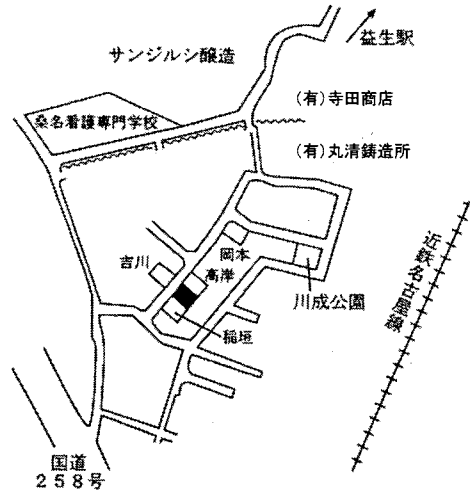 益生駅
サンジルシ醸造
(有)寺田商店
桑名看護専門学校
(有)丸清鋳造所
近鉄名古屋線
岡本
吉川
高岸
川成公園
稲垣
国道
258号